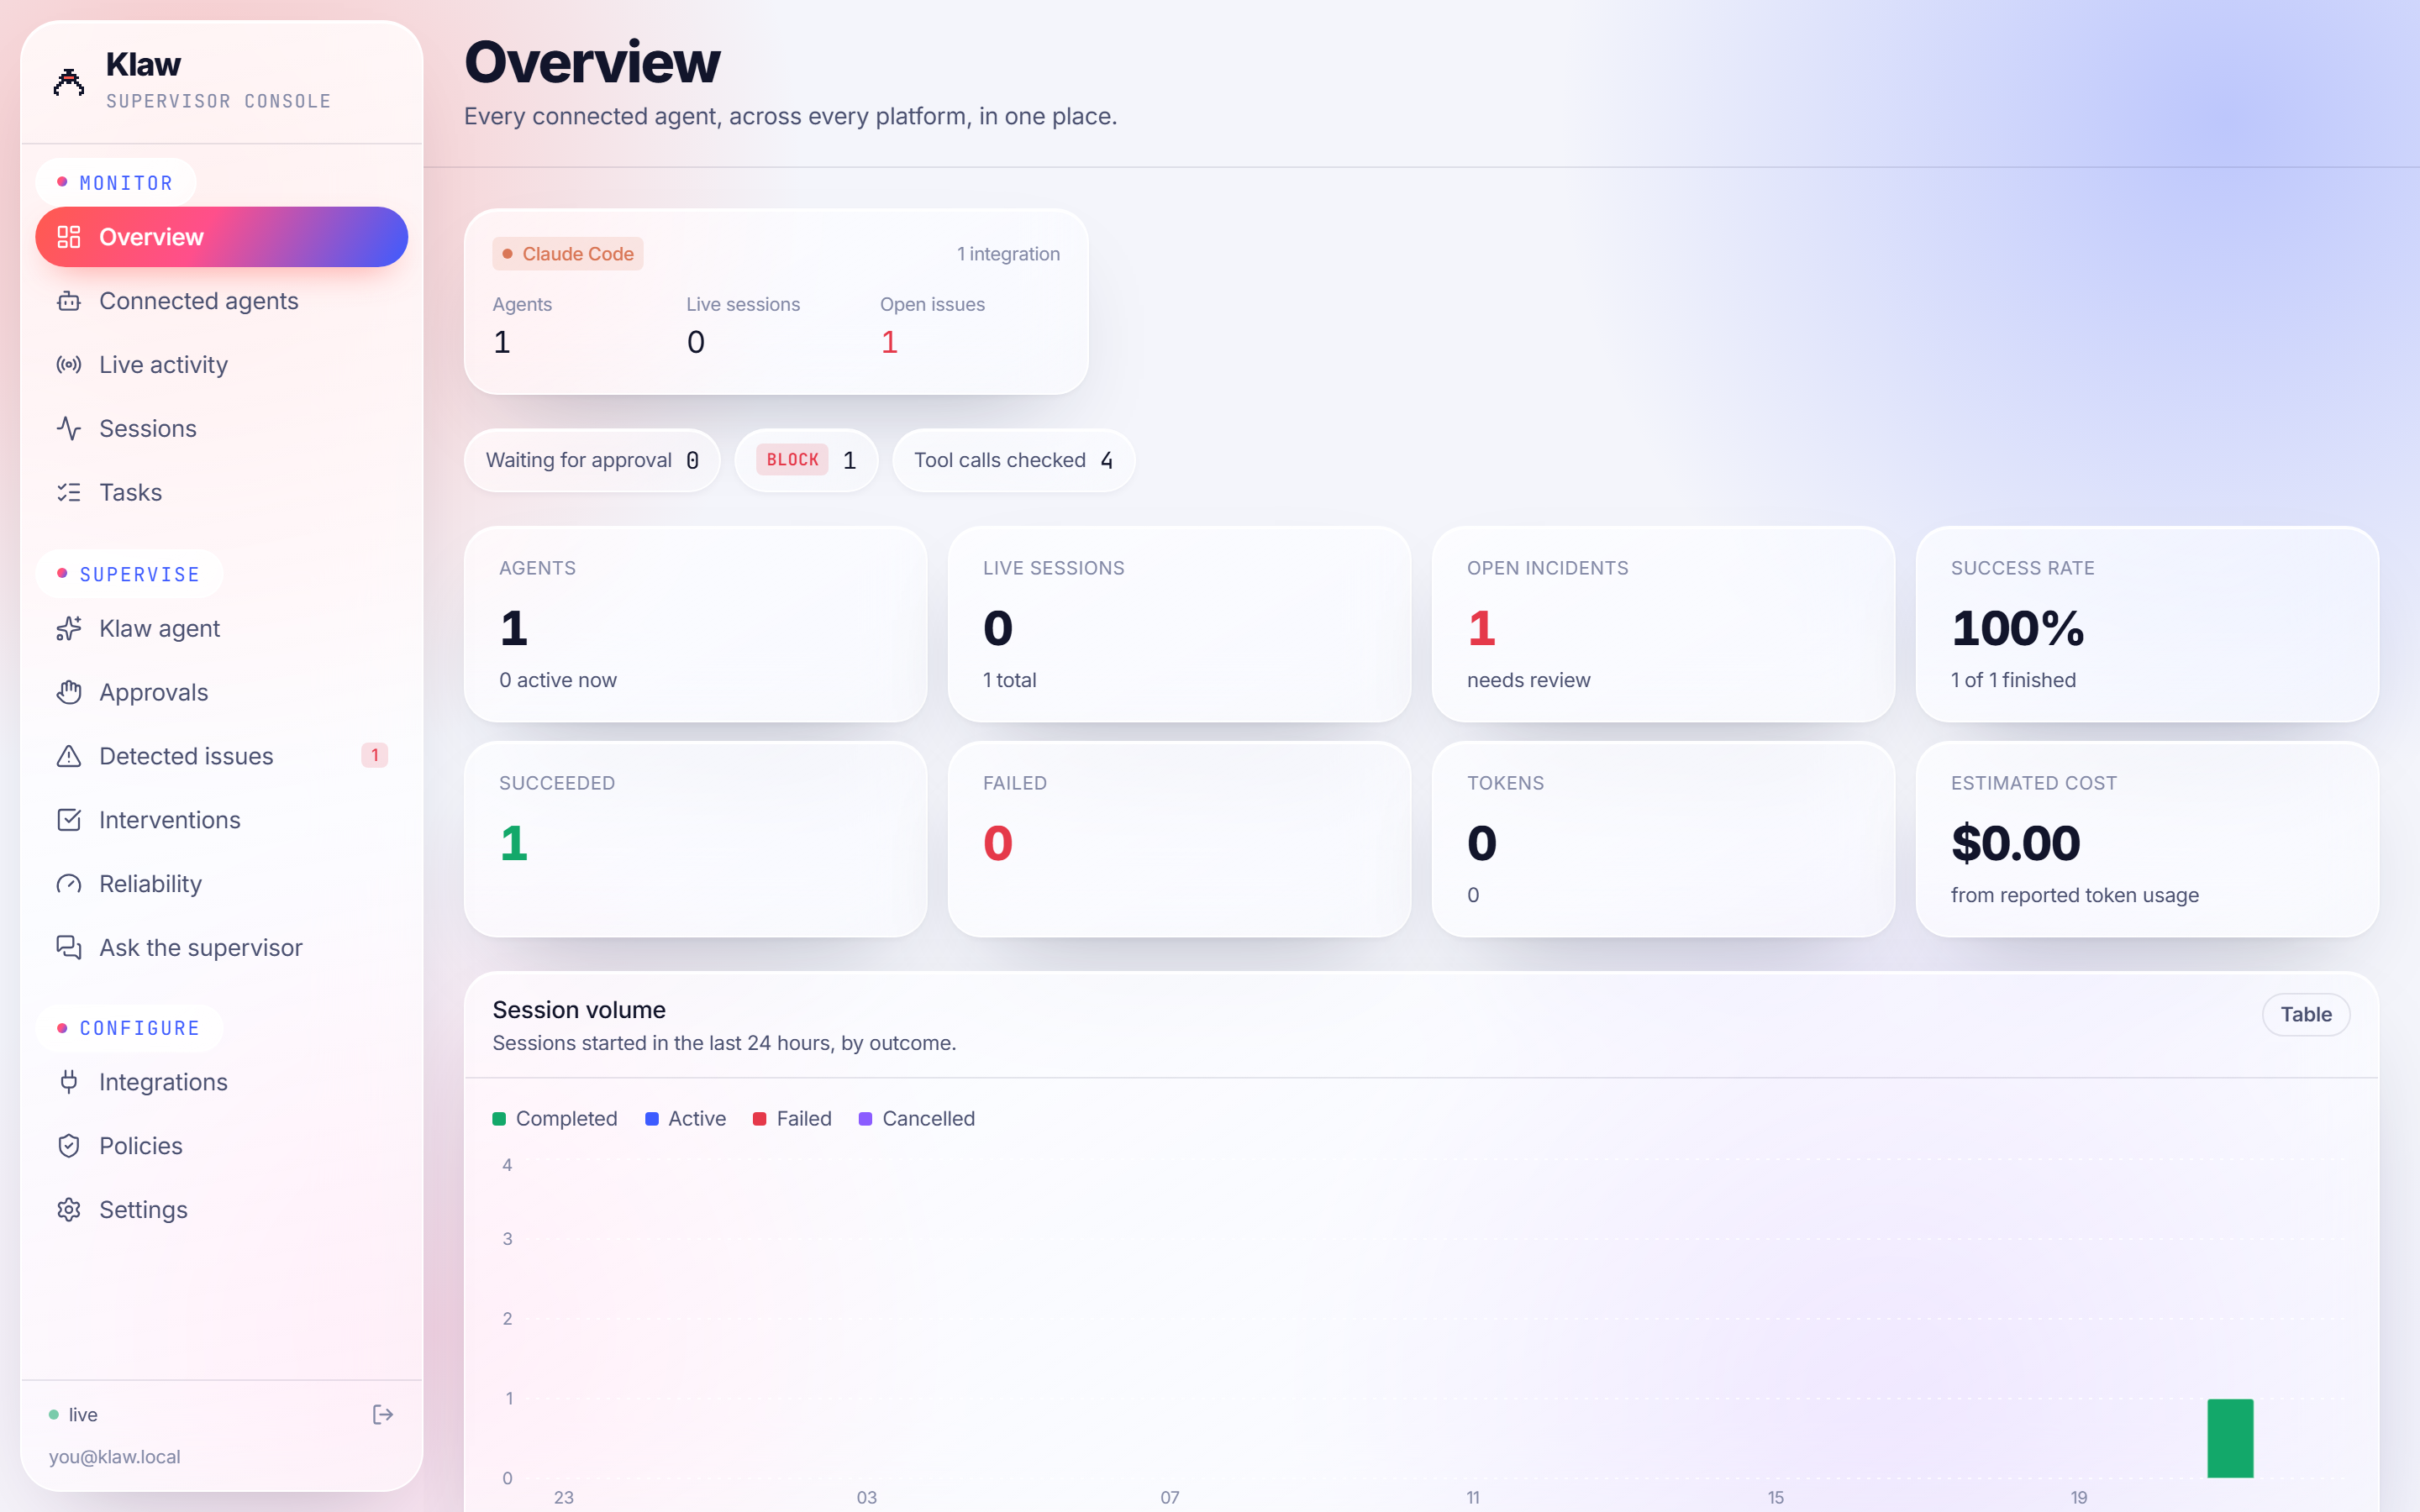 Klaw
SUPERVISOR CONSOLE
MONITOR
Overview
Connected agents
Live activity
Sessions
Tasks
SUPERVISE
Klaw agent
Approvals
Detected issues 1
Interventions
Reliability
Ask the supervisor
CONFIGURE
Integrations
Policies
Settings
live
you@klaw.local
Overview
Every connected agent, across every platform, in one place.
Claude Code 1 integration
Agents Live sessions Open issues
1 0 1
Waiting for approval 0 BLOCK 1 Tool calls checked 4
AGENTS
1
0 active now
LIVE SESSIONS
0
1 total
OPEN INCIDENTS
1
needs review
SUCCESS RATE
100%
1 of 1 finished
SUCCEEDED
1
FAILED
0
TOKENS
0
0
ESTIMATED COST
$0.00
from reported token usage
Session volume
Sessions started in the last 24 hours, by outcome.
Table
Completed Active Failed Cancelled
4
3
2
1
0
23 03 07 11 15 19